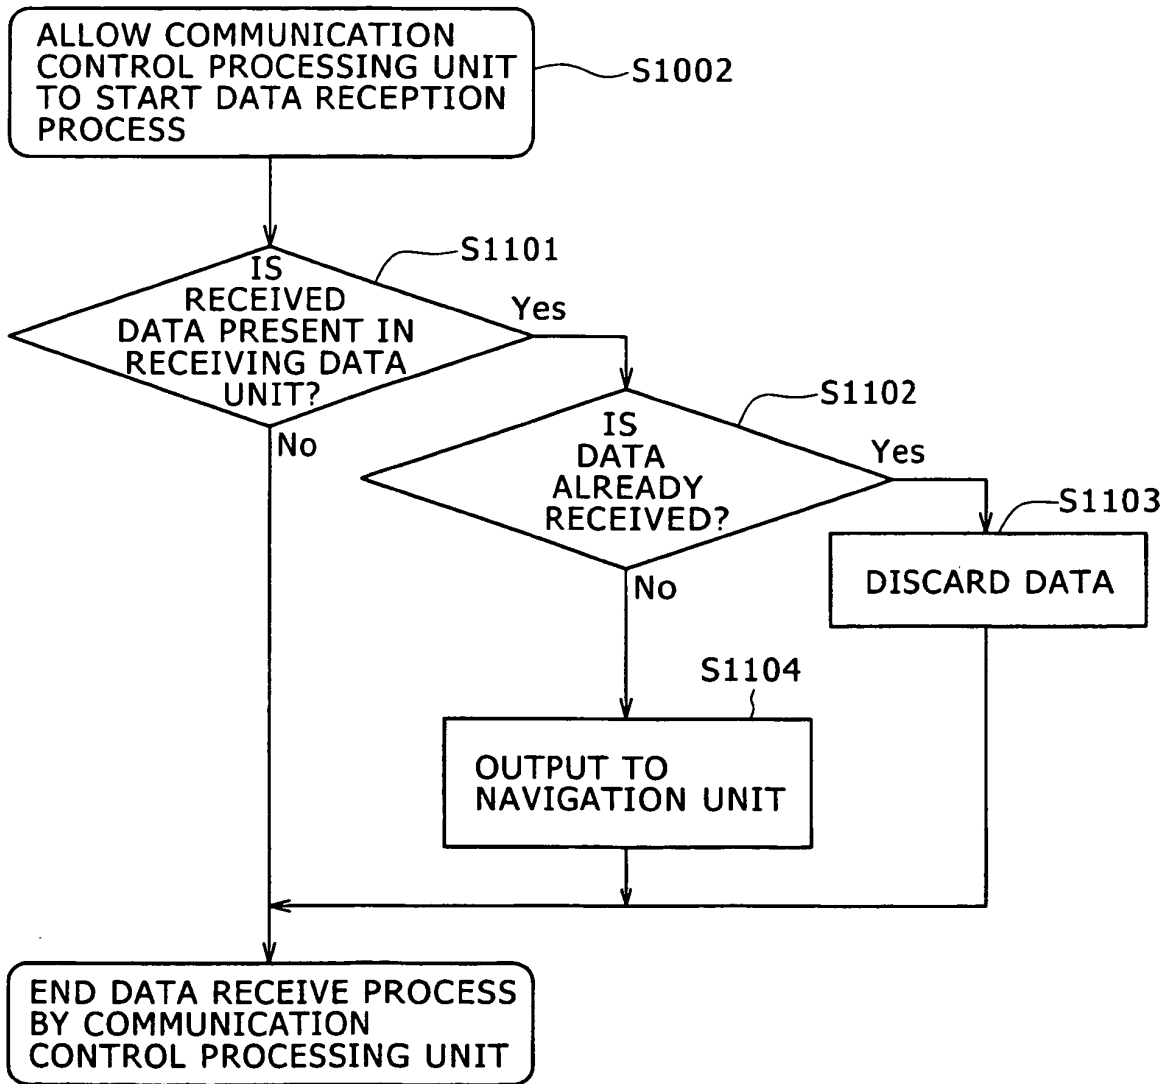 ALLOW COMMUNICATION
CONTROL PROCESSING UNIT
TO START DATA RECEPTION
PROCESS
S1002
S1101
IS
RECEIVED
DATA PRESENT IN
RECEIVING DATA
UNIT?
Yes
No
S1102
IS
DATA
ALREADY
RECEIVED?
Yes
No
S1103
DISCARD DATA
S1104
OUTPUT TO
NAVIGATION UNIT
END DATA RECEIVE PROCESS
BY COMMUNICATION
CONTROL PROCESSING UNIT